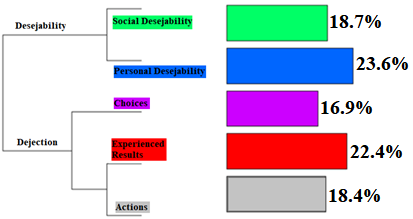 Social Desejability
18.7%
Desejability
Personal Desejability
23.6%
Choices
16.9%
Dejection
Experienced
Results
22.4%
Actions
18.4%